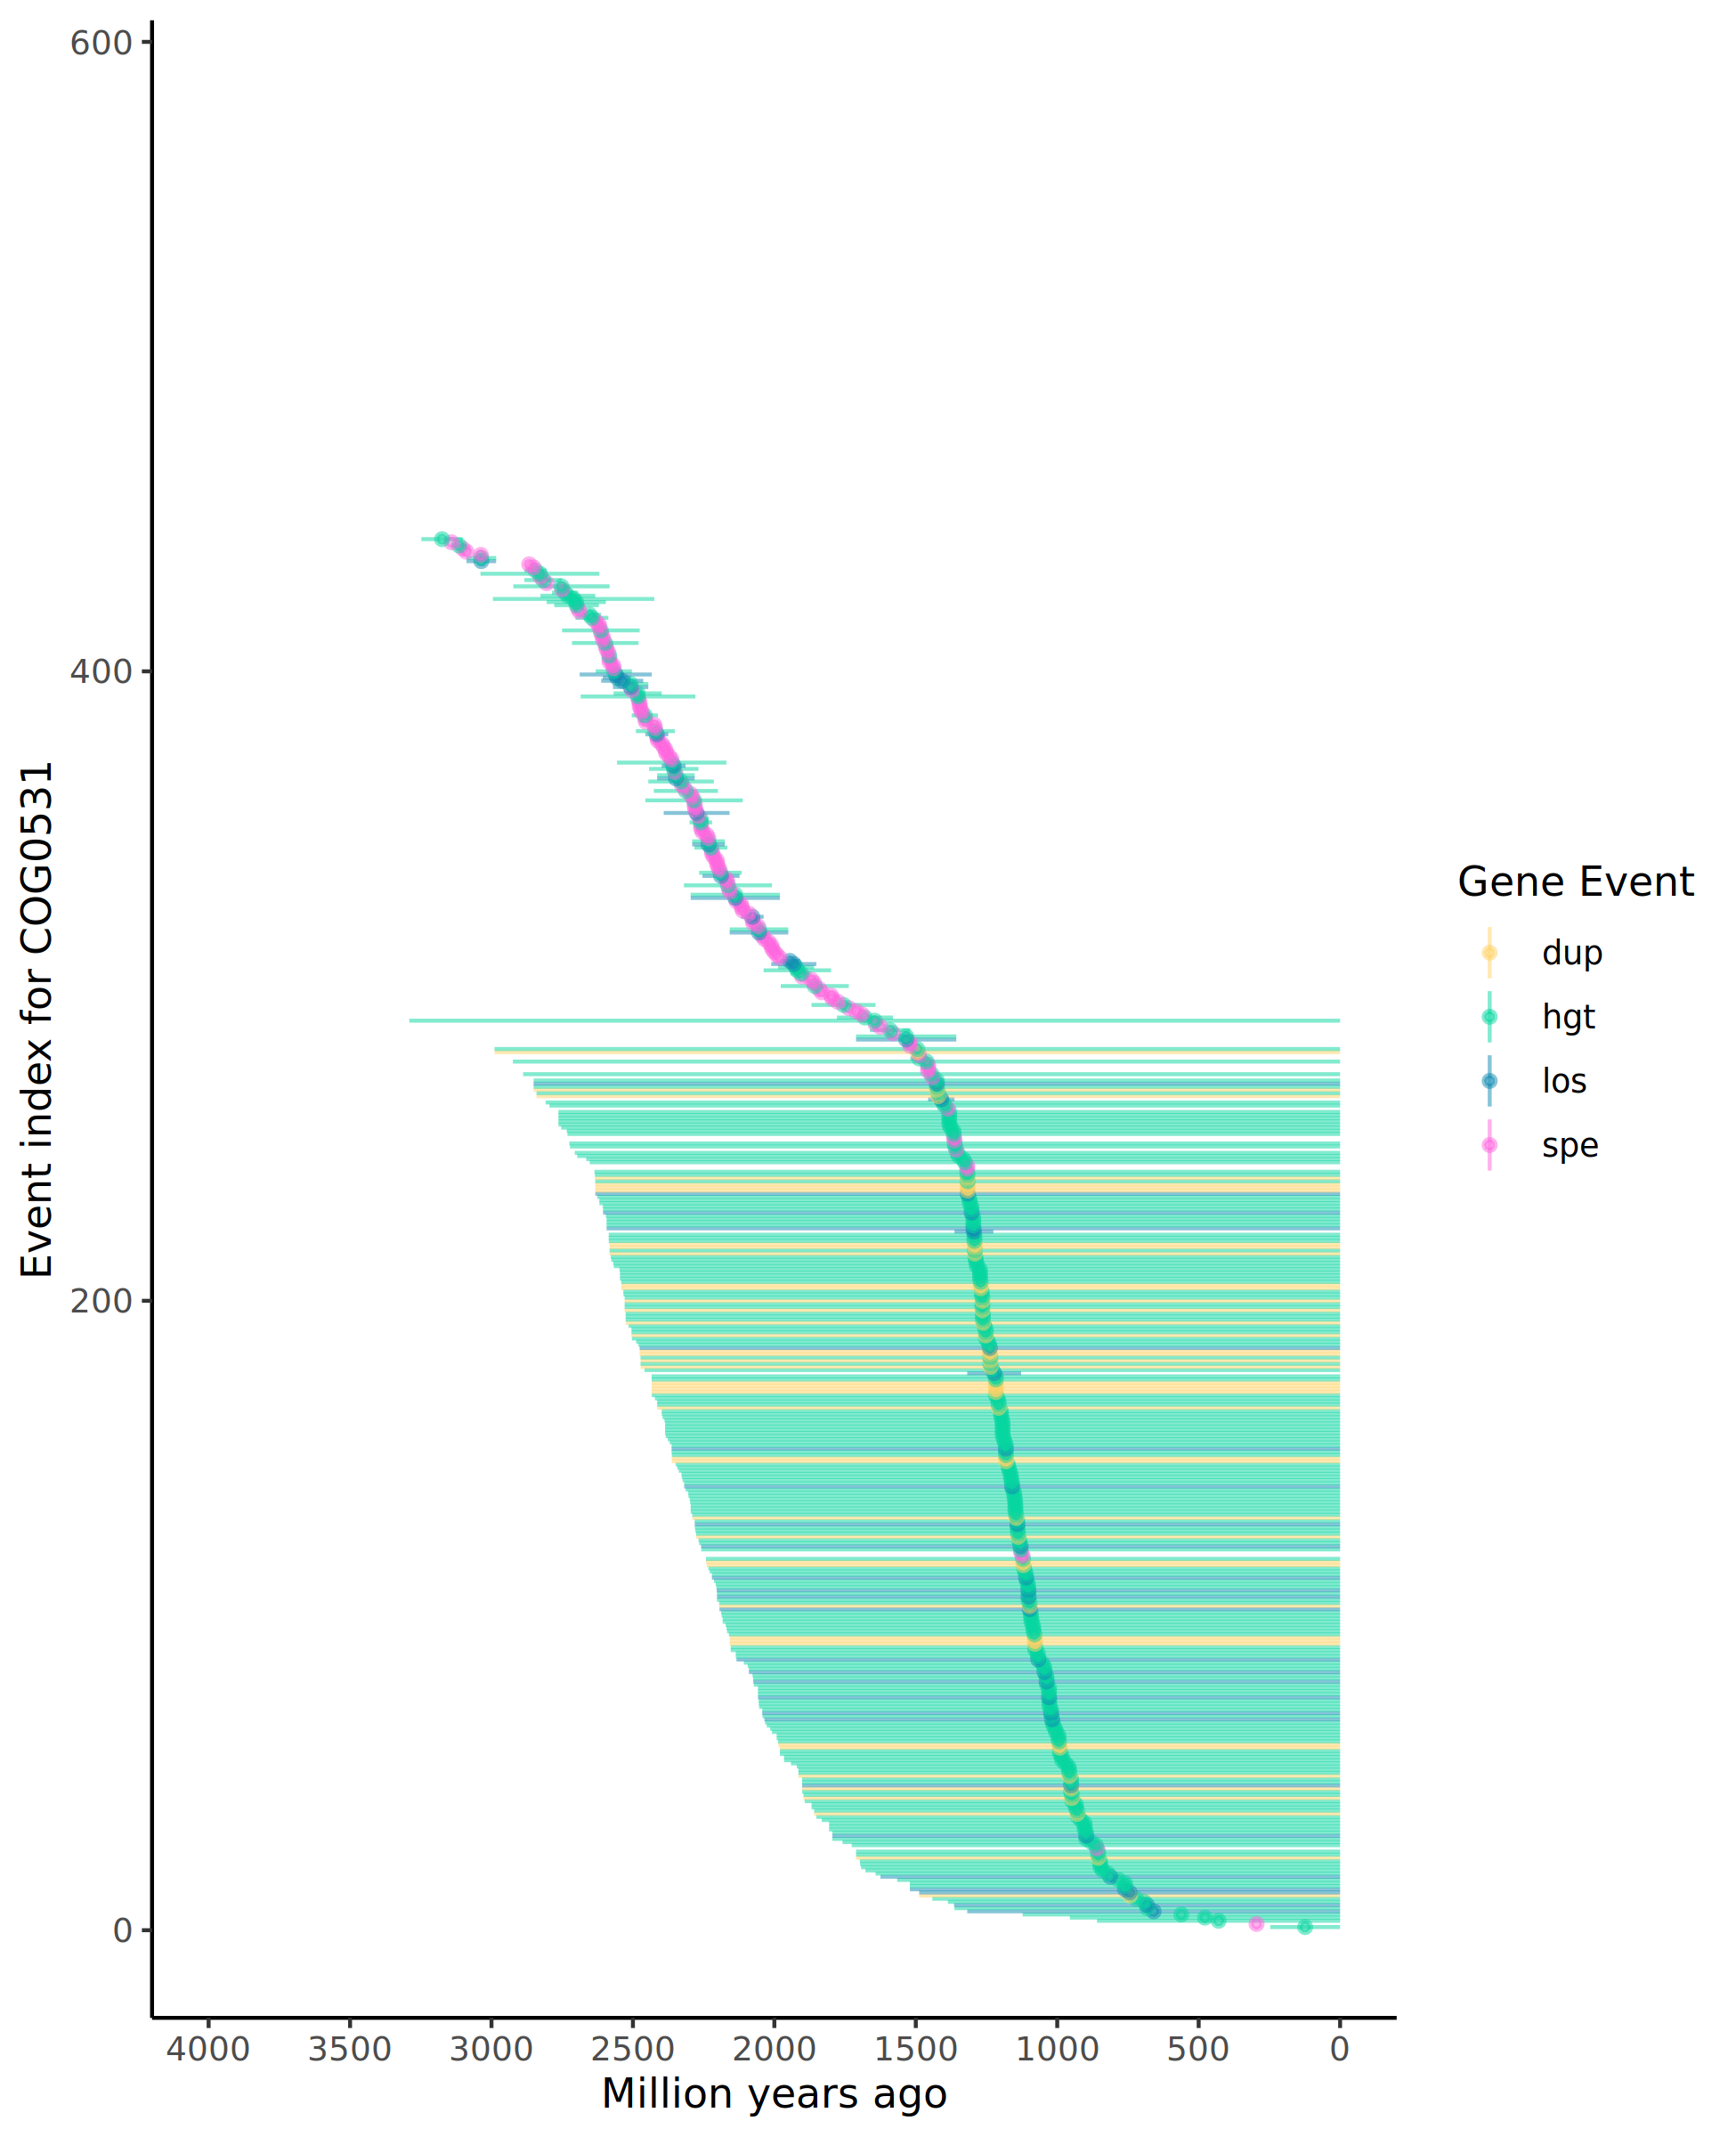 600
400
200
0
Event index for COG0531
4000 3500 3000 2500 2000 1500 1000 500 0
Million years ago
Gene Event
dup
hgt
los
spe